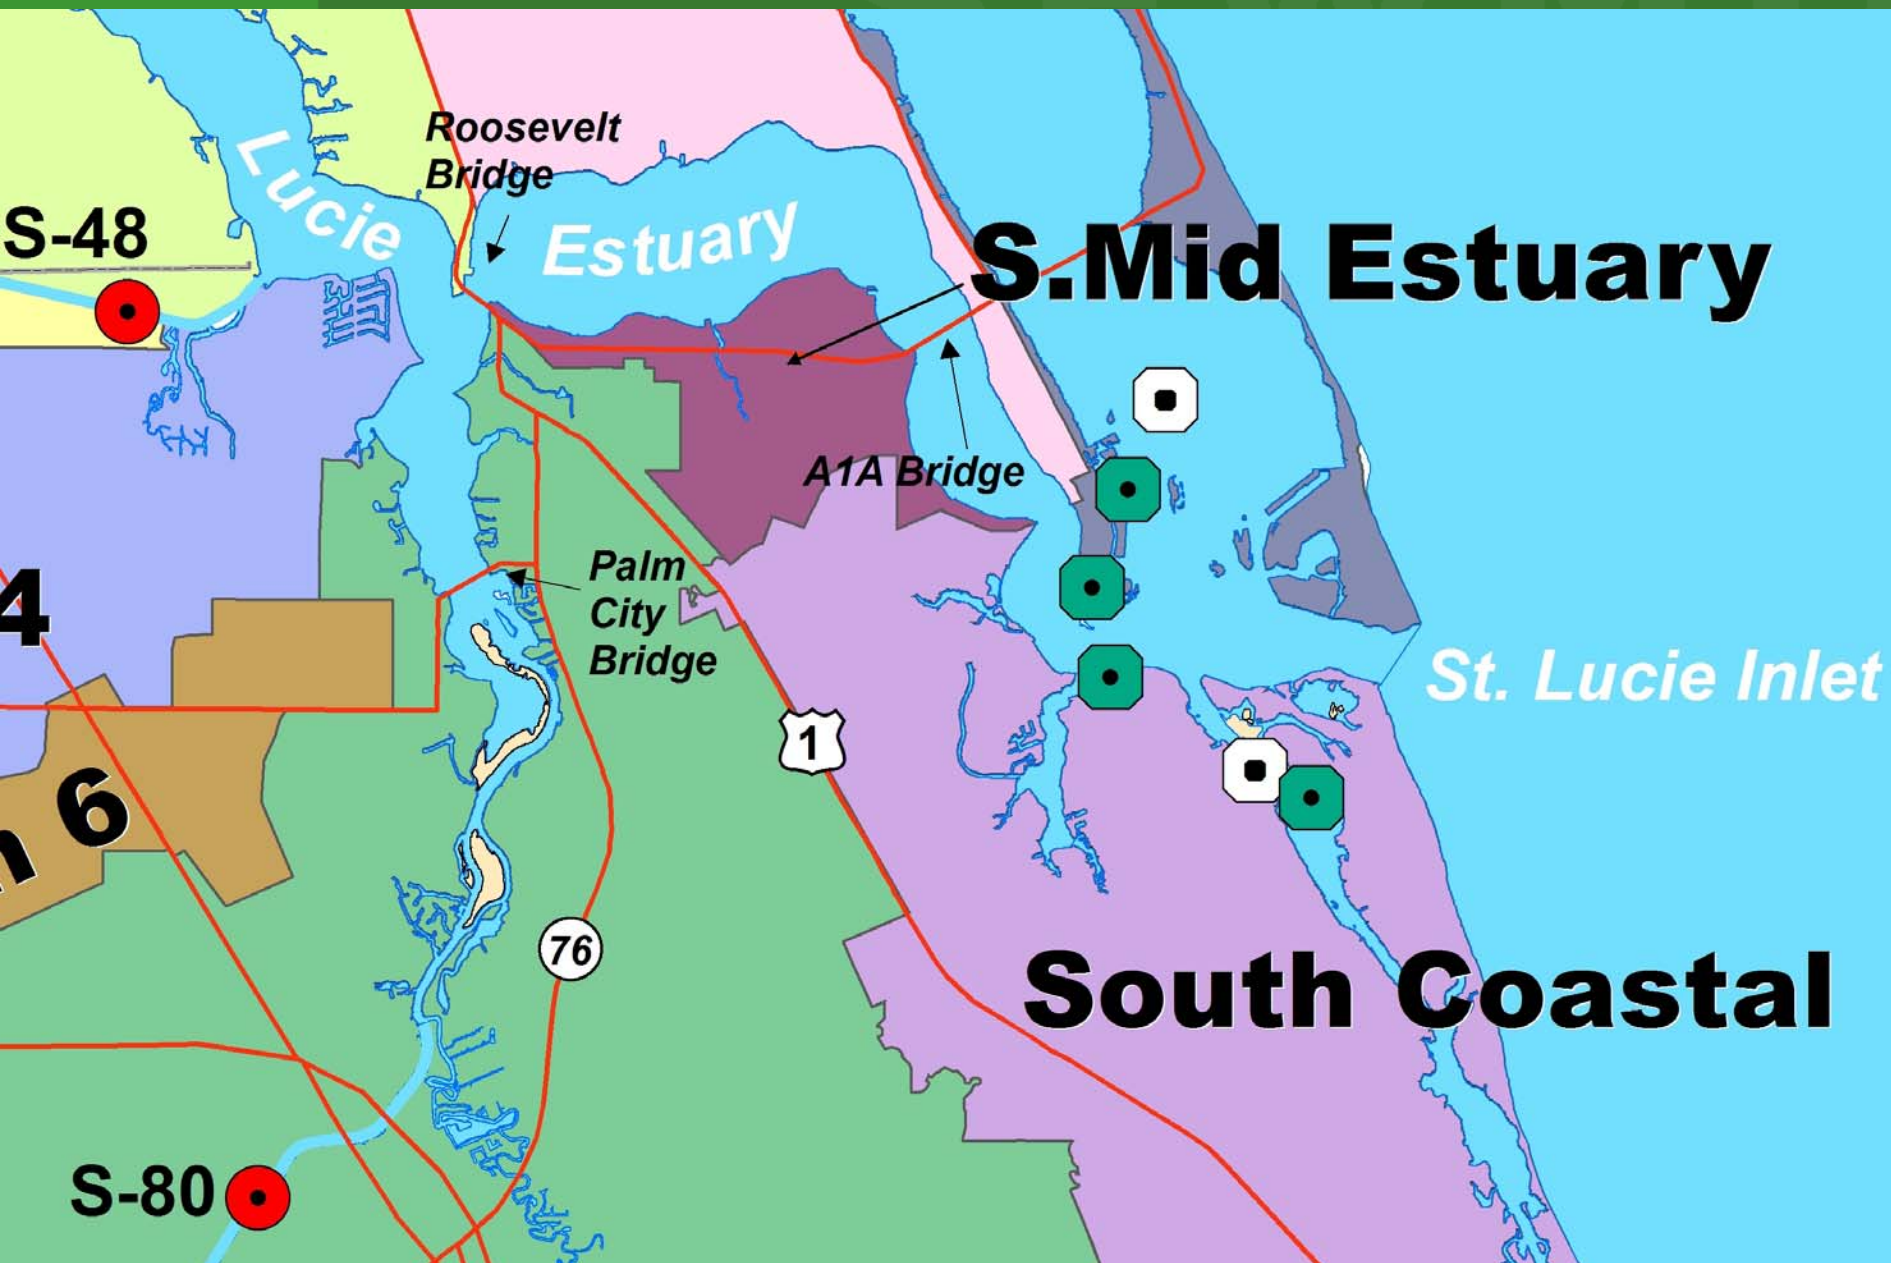 Roosevelt
Bridge
Lucie
Estuary
S-48
S.Mid Estuary
A1A Bridge
Palm
City
Bridge
4
St. Lucie Inlet
1
6
76
South Coastal
S-80